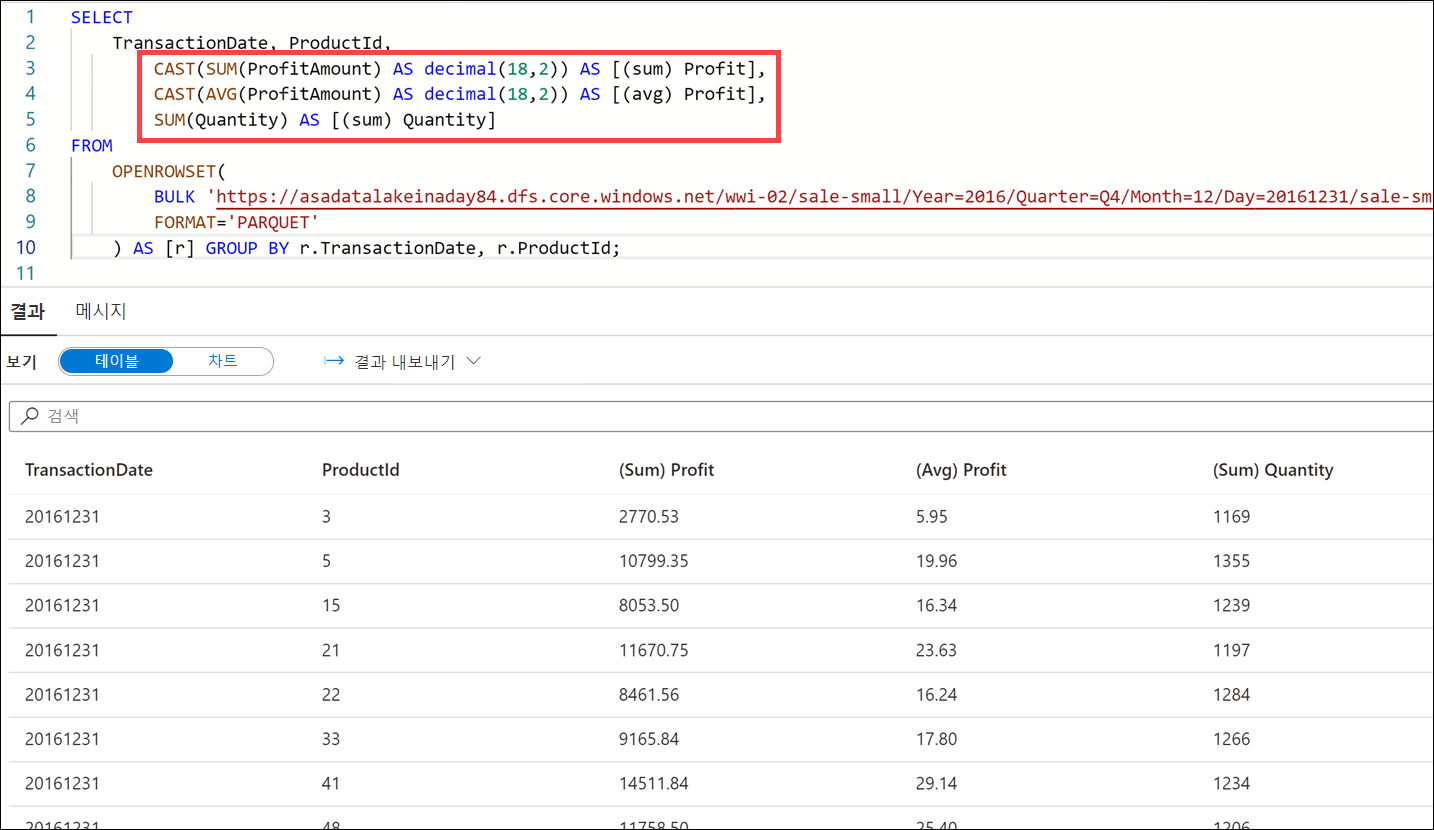 1 SELECT
2 TransactionDate, ProductId,
3 CAST(SUM(ProfitAmount) AS decimal(18,2)) AS [(sum) Profit],
4 CAST(AVG(ProfitAmount) AS decimal(18,2)) AS [(avg) Profit],
5 SUM(Quantity) AS [(sum) Quantity]
6 FROM
7 OPENROWSET(
8 BULK 'https://asadatalakeinaday84.dfs.core.windows.net/wwi-02/sale-small/Year=2016/Quarter=Q4/Month=12/Day=20161231/sale-sm
9 FORMAT='PARQUET'
10 ) AS [r] GROUP BY r.TransactionDate, r.ProductId;
11
결과 메시지
보기 테이블 차트 결과 내보내기
검색
TransactionDate ProductId (Sum) Profit (Avg) Profit (Sum) Quantity
20161231 3 2770.53 5.95 1169
20161231 5 10799.35 19.96 1355
20161231 15 8053.50 16.34 1239
20161231 21 11670.75 23.63 1197
20161231 22 8461.56 16.24 1284
20161231 33 9165.84 17.80 1266
20161231 41 14511.84 29.14 1234
20161231 48 11758.50 25.40 1206